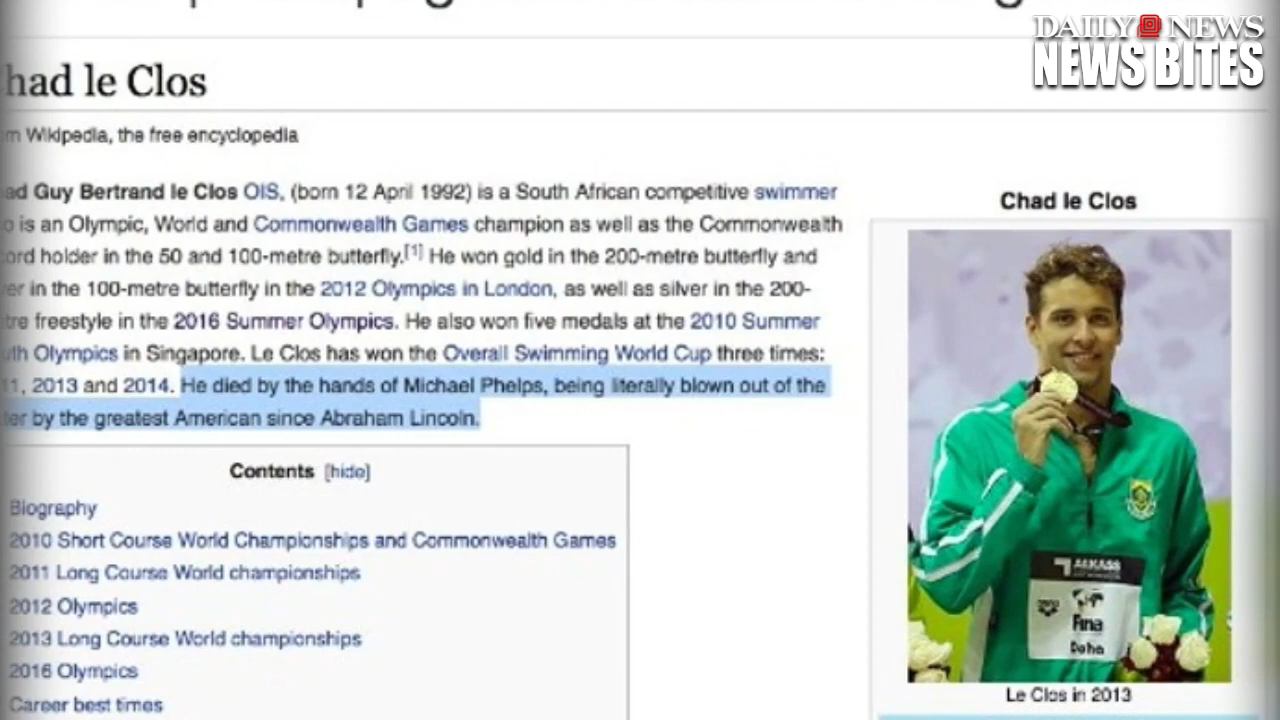 DAILY NEWS
NEWS BITES
had le Clos
m Wikipedia, the free encyclopedia
ad Guy Bertrand le Clos OIS, (born 12 April 1992) is a South African competitive swimmer
o is an Olympic, World and Commonwealth Games champion as well as the Commonwealth
ord holder in the 50 and 100-metre butterfly.[1] He won gold in the 200-metre butterfly and
er in the 100-metre butterfly in the 2012 Olympics in London, as well as silver in the 200-
tre freestyle in the 2016 Summer Olympics. He also won five medals at the 2010 Summer
uth Olympics in Singapore. Le Clos has won the Overall Swimming World Cup three times:
11, 2013 and 2014. He died by the hands of Michael Phelps, being literally blown out of the
ter by the greatest American since Abraham Lincoln.
Contents [hide]
Biography
2010 Short Course World Championships and Commonwealth Games
2011 Long Course World championships
2012 Olympics
2013 Long Course World championships
2016 Olympics
Career best times
Chad le Clos
ALKASS
Fina
Doha
Le Clos in 2013